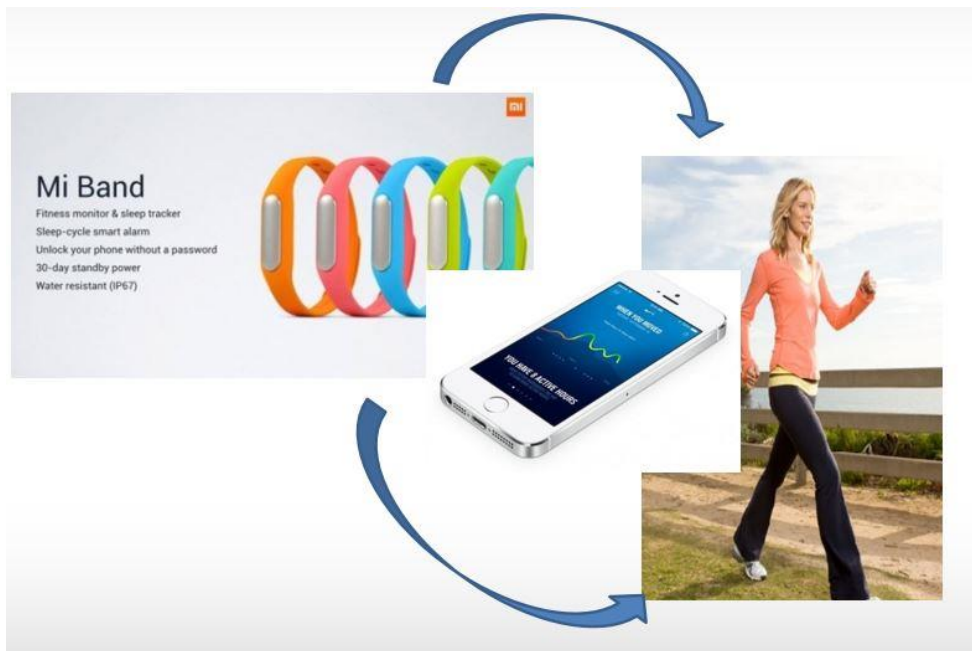 mi
Mi Band
Fitness monitor & sleep tracker
Sleep-cycle smart alarm
Unlock your phone without a password
30-day standby power
Water resistant (IP67)
WHEN YOU MOVED
YOU HAVE 8 ACTIVE HOURS